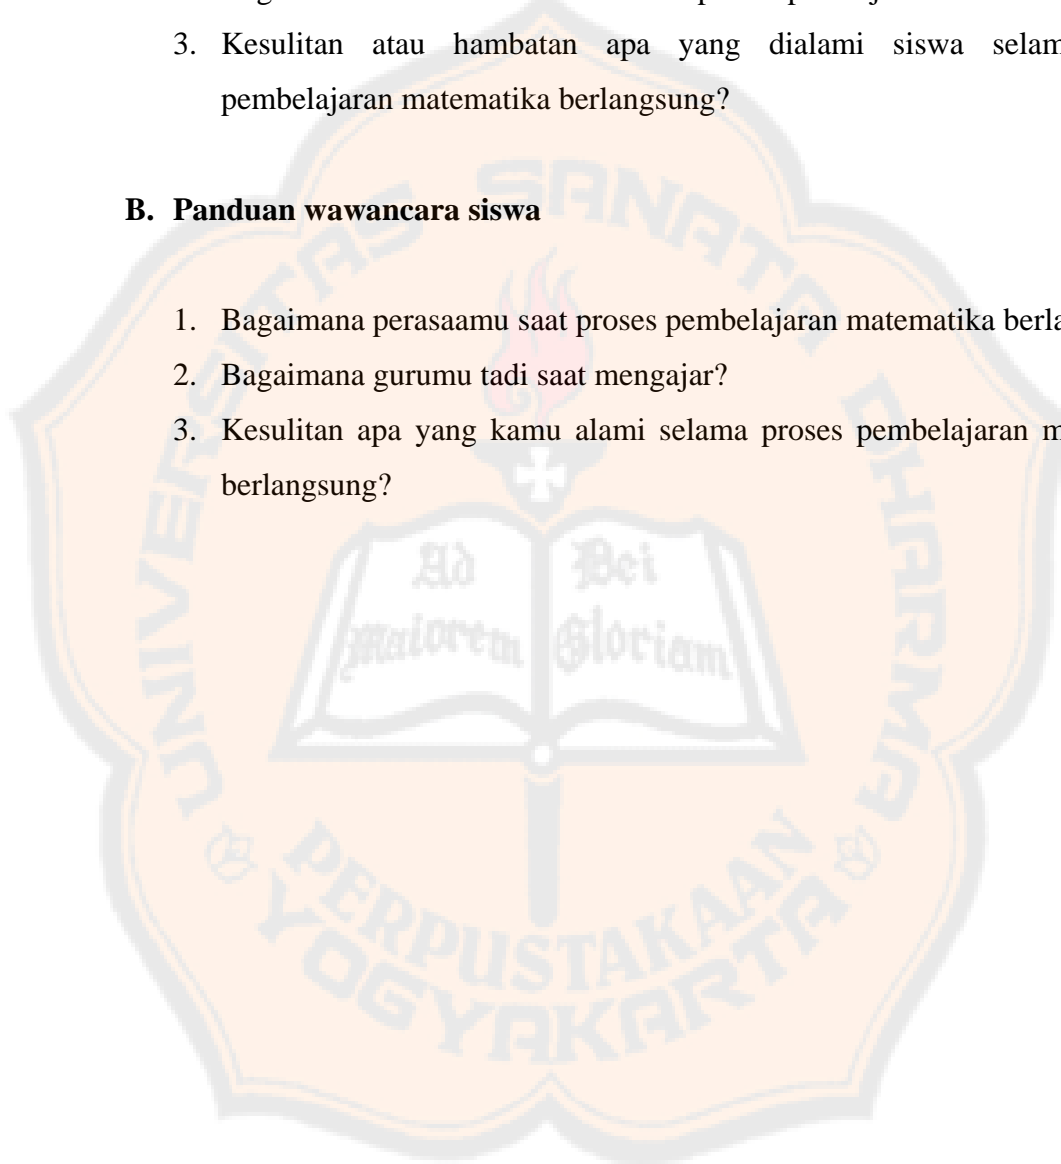 3. Kesulitan atau hambatan apa yang dialami siswa
pembelajaran matematika berlangsung?
B. Panduan wawancara siswa
1. Bagaimana perasaamu saat proses pembelajaran matematika
2. Bagaimana gurumu tadi saat mengajar?
3. Kesulitan apa yang kamu alami selama proses pembelajaran
berlangsung?
UNIVERSITAS SANATA DHARMA
Ad Dei
Maiorem Gloriam
PERPUSTAKAAN
YOGYAKARTA